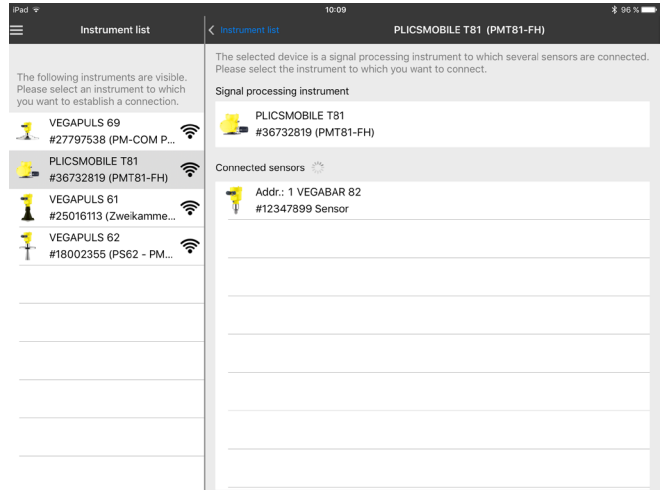 iPad
10:09
96 %
Instrument list
Instrument list
PLICSMOBILE T81 (PMT81-FH)
The following instruments are visible.
Please select an instrument to which
you want to establish a connection.
VEGAPULS 69
#27797538 (PM-COM P...
PLICSMOBILE T81
#36732819 (PMT81-FH)
VEGAPULS 61
#25016113 (Zweikamme...
VEGAPULS 62
#18002355 (PS62 - PM...
The selected device is a signal processing instrument to which several sensors are connected.
Please select the instrument to which you want to connect.
Signal processing instrument
PLICSMOBILE T81
#36732819 (PMT81-FH)
Connected sensors
Addr.: 1 VEGABAR 82
#12347899 Sensor